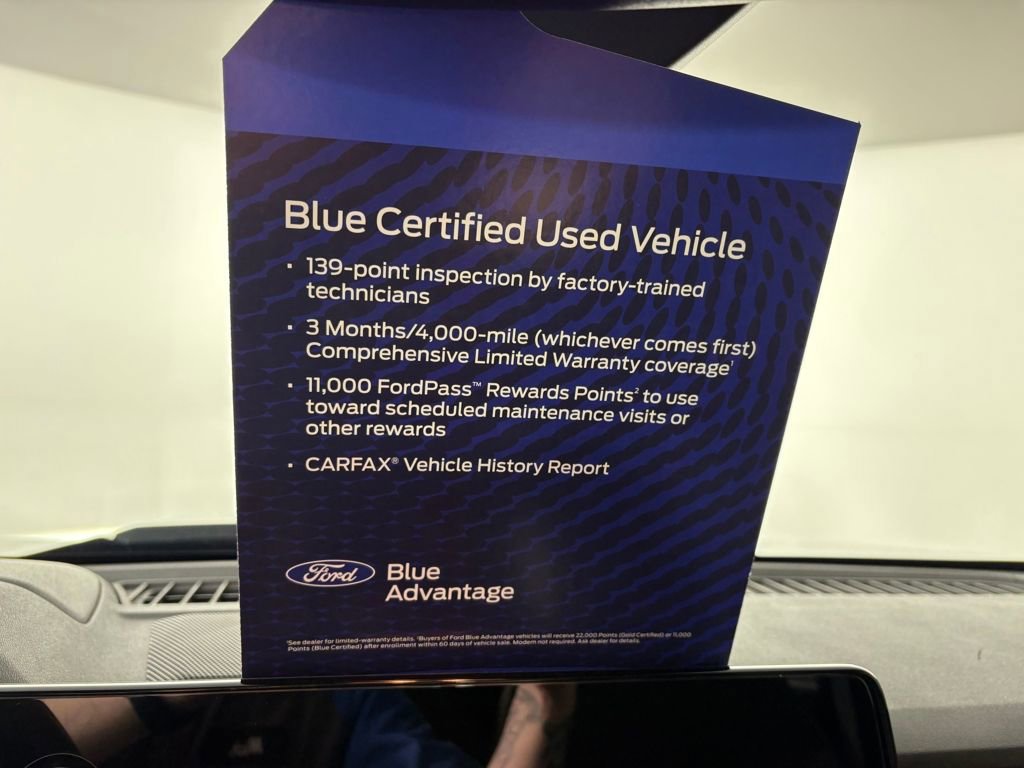 Blue Certified Used Vehicle
· 139-point inspection by factory-trained
technicians
· 3 Months/4,000-mile (whichever comes first)
Comprehensive Limited Warranty coverage¹
· 11,000 FordPass™ Rewards Points² to use
toward scheduled maintenance visits or
other rewards
· CARFAX® Vehicle History Report
Ford Blue
Advantage
¹See dealer for limited-warranty details. ²Buyers of Ford Blue Advantage vehicles will receive 22,000 Points (Gold Certified) or 11,000
Points (Blue Certified) after enrollment within 60 days of vehicle sale. Modem not required. Ask dealer for details.